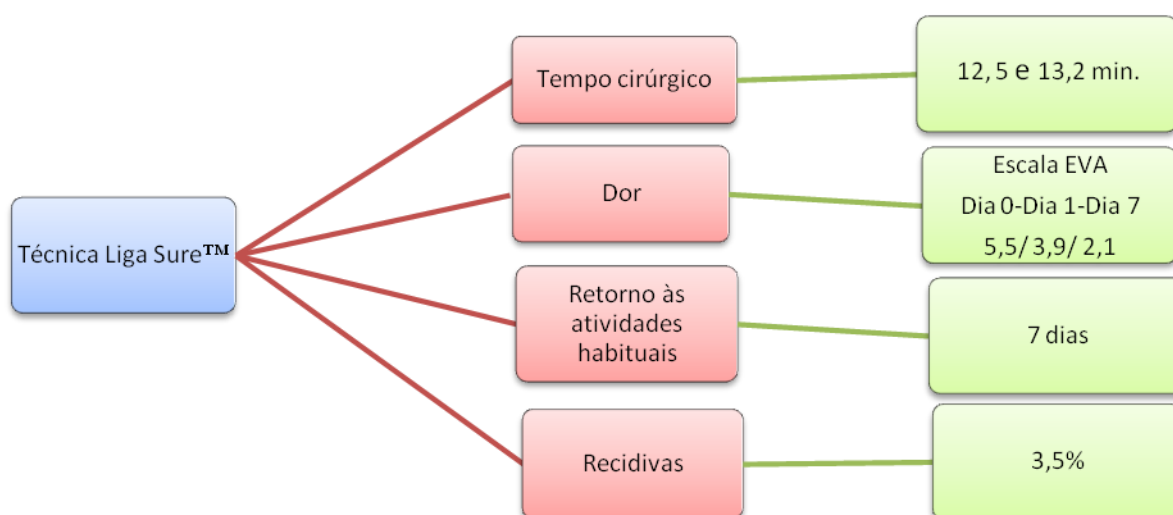 Técnica Liga Sure™
Tempo cirúrgico
12, 5 e 13,2 min.
Dor
Escala EVA
Dia 0-Dia 1-Dia 7
5,5/ 3,9/ 2,1
Retorno às
atividades
habituais
7 dias
Recidivas
3,5%